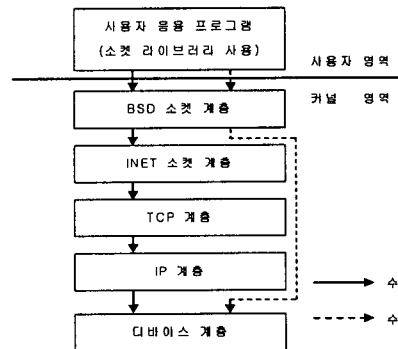 사용자 응용 프로그램
(소켓 라이브러라 사용)
사용자 영역
커널 영역
BSD 소켓 계층
INET 소켓 계층
TCP 계층
IP 계층
디바이스 계층
수
수